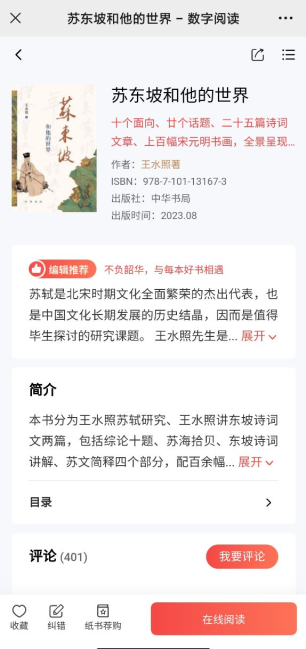 苏东坡和他的世界 – 数字阅读
苏东坡和他的世界
十个面向、廿个话题、二十五篇诗词
文章、上百幅宋元明书画，全景呈现...
作者：王水照著
ISBN：978-7-101-13167-3
出版社：中华书局
出版时间：2023.08
蘇東坡
和他的世界
编辑推荐 不负韶华，与每本好书相遇
苏轼是北宋时期文化全面繁荣的杰出代表，也
是中国文化长期发展的历史结晶，因而是值得
毕生探讨的研究课题。 王水照先生是... 展开
简介
本书分为王水照苏轼研究、王水照讲东坡诗词
文两篇，包括综论十题、苏海拾贝、东坡诗词
讲解、苏文简释四个部分，配百余幅... 展开
目录
评论 (401)
我要评论
收藏 纠错 纸书荐购 在线阅读